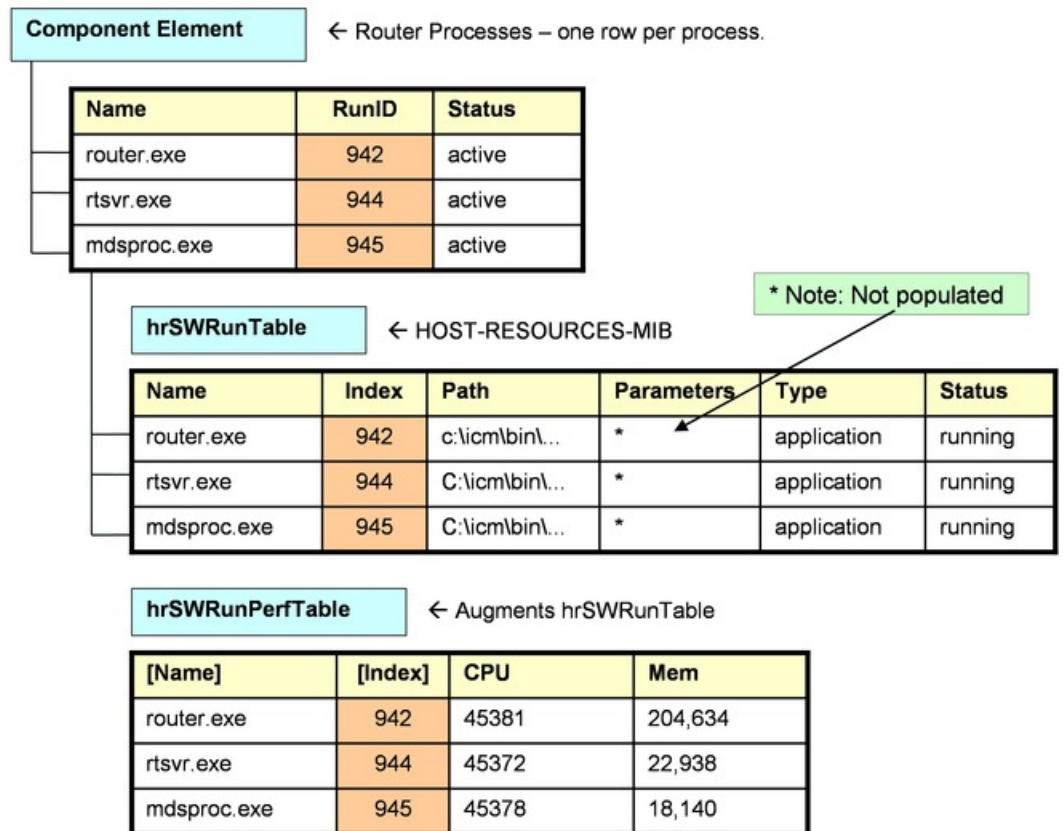 Component Element ← Router Processes – one row per process.
Name RunID Status
router.exe 942 active
rtsvr.exe 944 active
mdsproc.exe 945 active
* Note: Not populated
hrSWRunTable ← HOST-RESOURCES-MIB
Name Index Path Parameters Type Status
router.exe 942 c:\icm\bin\... * application running
rtsvr.exe 944 C:\icm\bin\... * application running
mdsproc.exe 945 C:\icm\bin\... * application running
hrSWRunPerfTable ← Augments hrSWRunTable
[Name] [Index] CPU Mem
router.exe 942 45381 204,634
rtsvr.exe 944 45372 22,938
mdsproc.exe 945 45378 18,140